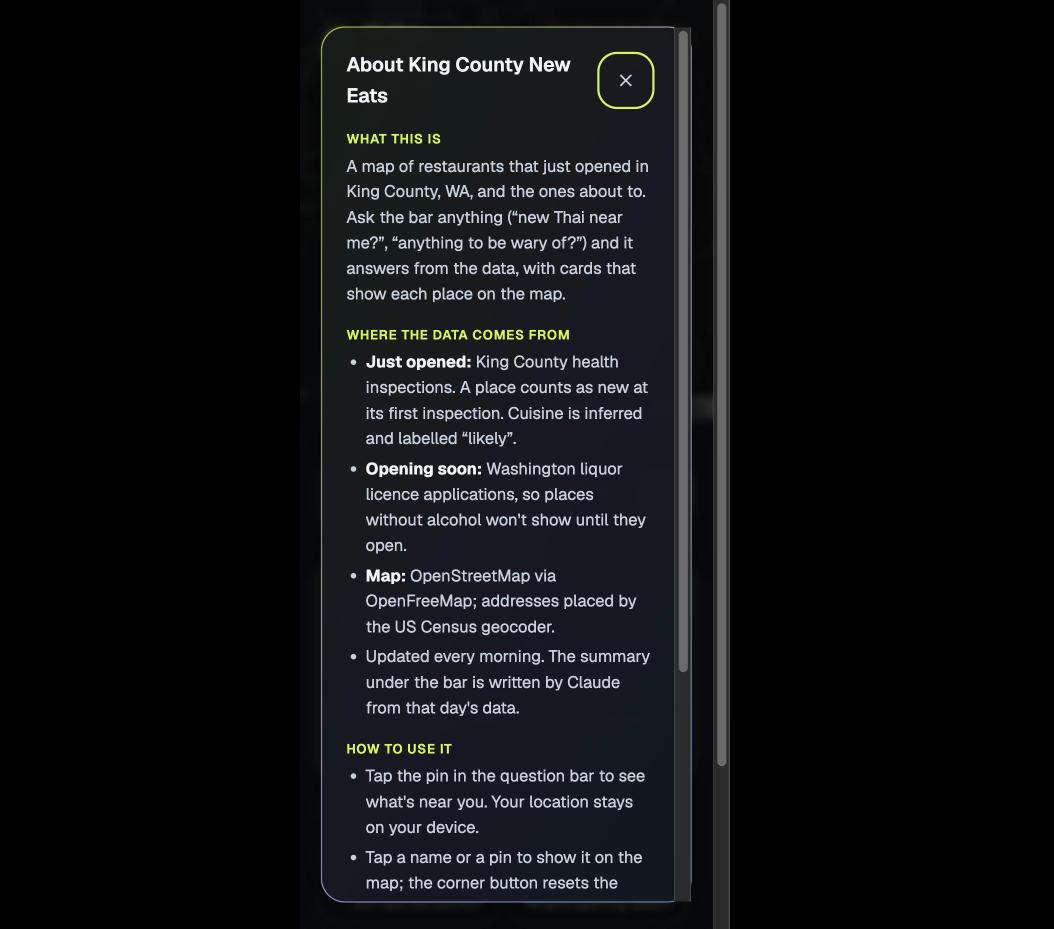 About King County New
Eats
×
WHAT THIS IS
A map of restaurants that just opened in
King County, WA, and the ones about to.
Ask the bar anything (“new Thai near
me?”, “anything to be wary of?”) and it
answers from the data, with cards that
show each place on the map.
WHERE THE DATA COMES FROM
• Just opened: King County health
inspections. A place counts as new at
its first inspection. Cuisine is inferred
and labelled “likely”.
• Opening soon: Washington liquor
licence applications, so places
without alcohol won't show until they
open.
• Map: OpenStreetMap via
OpenFreeMap; addresses placed by
the US Census geocoder.
• Updated every morning. The summary
under the bar is written by Claude
from that day's data.
HOW TO USE IT
• Tap the pin in the question bar to see
what's near you. Your location stays
on your device.
• Tap a name or a pin to show it on the
map; the corner button resets the